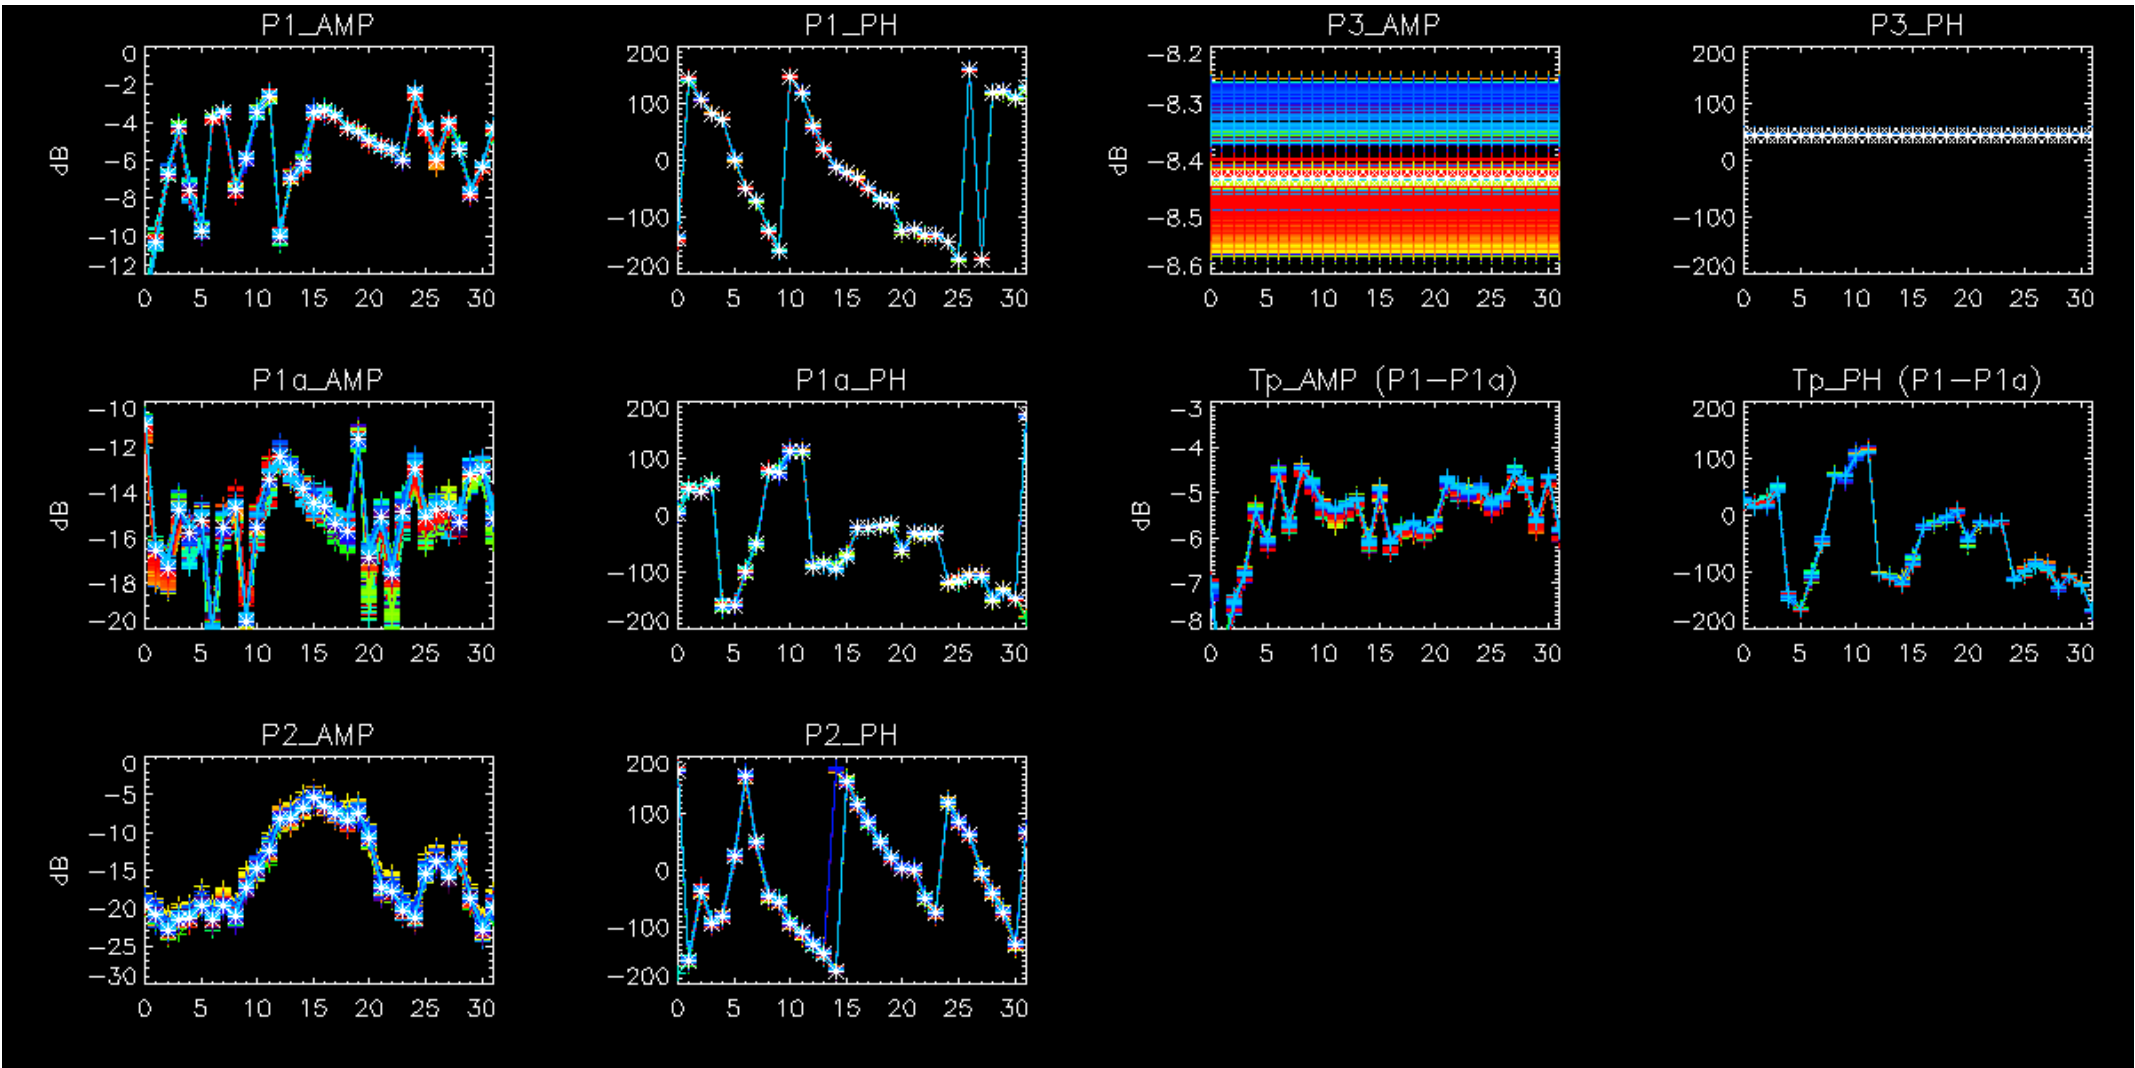 P1_AMP
dB
0
−2
−4
−6
−8
−10
−12
0 5 10 15 20 25 30
P1_PH
200
100
0
−100
−200
0 5 10 15 20 25 30
P3_AMP
dB
−8.2
−8.3
−8.4
−8.5
−8.6
0 5 10 15 20 25 30
P3_PH
200
100
0
−100
−200
0 5 10 15 20 25 30
P1a_AMP
dB
−10
−12
−14
−16
−18
−20
0 5 10 15 20 25 30
P1a_PH
200
100
0
−100
−200
0 5 10 15 20 25 30
Tp_AMP (P1−P1a)
dB
−3
−4
−5
−6
−7
−8
0 5 10 15 20 25 30
Tp_PH (P1−P1a)
200
100
0
−100
−200
0 5 10 15 20 25 30
P2_AMP
dB
0
−5
−10
−15
−20
−25
−30
0 5 10 15 20 25 30
P2_PH
200
100
0
−100
−200
0 5 10 15 20 25 30